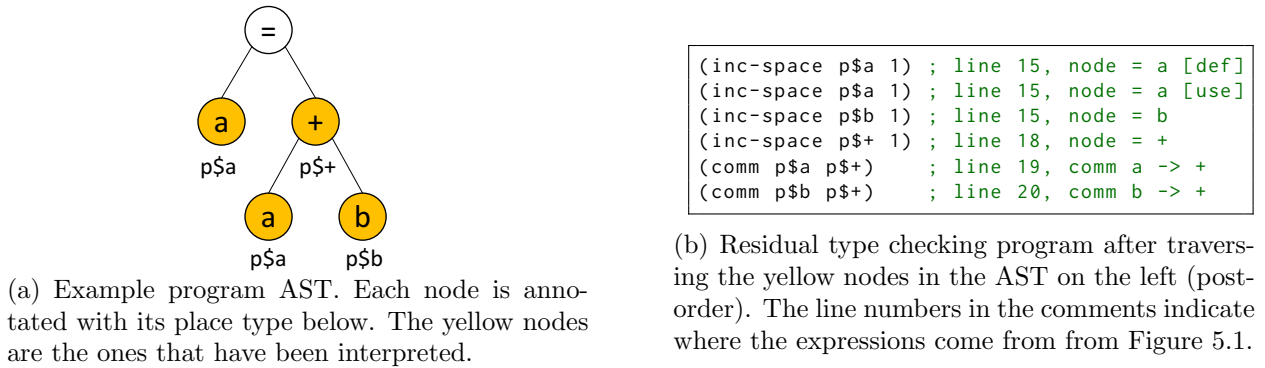 =
a
+
p$a
p$+
a
b
p$a
p$b
(a) Example program AST. Each node is anno-
tated with its place type below. The yellow nodes
are the ones that have been interpreted.
(inc-space p$a 1) ; line 15, node = a [def]
(inc-space p$a 1) ; line 15, node = a [use]
(inc-space p$b 1) ; line 15, node = b
(inc-space p$+ 1) ; line 18, node = +
(comm p$a p$+) ; line 19, comm a -> +
(comm p$b p$+) ; line 20, comm b -> +
(b) Residual type checking program after travers-
ing the yellow nodes in the AST on the left (post-
order). The line numbers in the comments indicate
where the expressions come from from Figure 5.1.